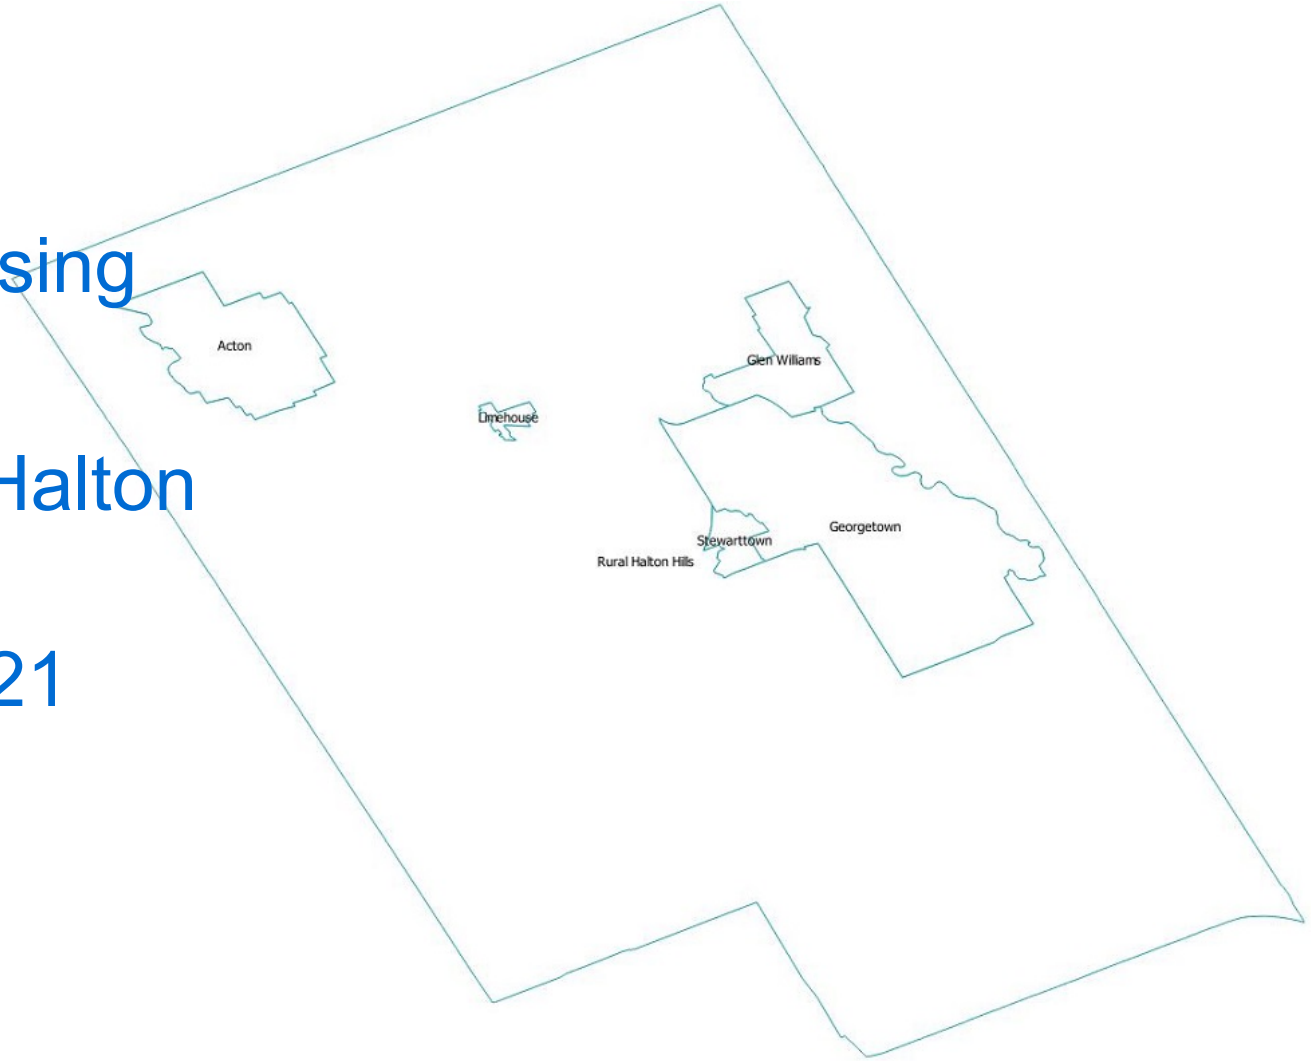 sing
Acton
Glen Williams
Limehouse
Halton
Georgetown
Stewarttown
Rural Halton Hills
21